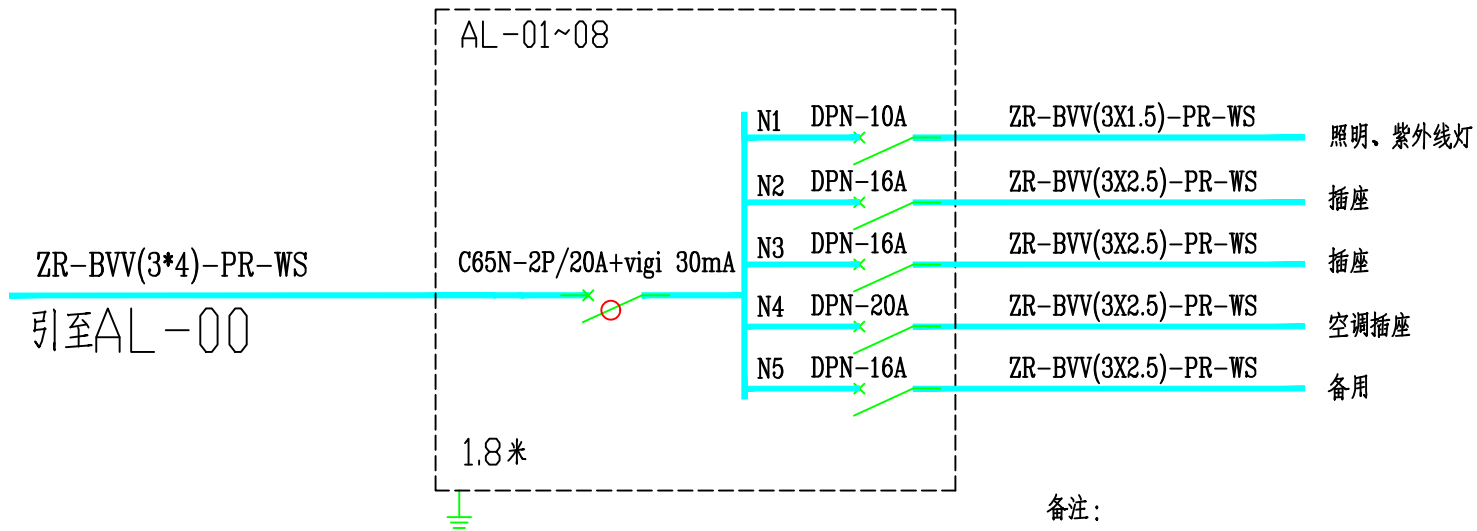 AL-01~08
N1 DPN-10A ZR-BVV(3X1.5)-PR-WS 照明、紫外线灯
N2 DPN-16A ZR-BVV(3X2.5)-PR-WS 插座
N3 DPN-16A ZR-BVV(3X2.5)-PR-WS 插座
ZR-BVV(3*4)-PR-WS C65N-2P/20A+vigi 30mA
引至AL-00
N4 DPN-20A ZR-BVV(3X2.5)-PR-WS 空调插座
N5 DPN-16A ZR-BVV(3X2.5)-PR-WS 备用
1.8米
备注: